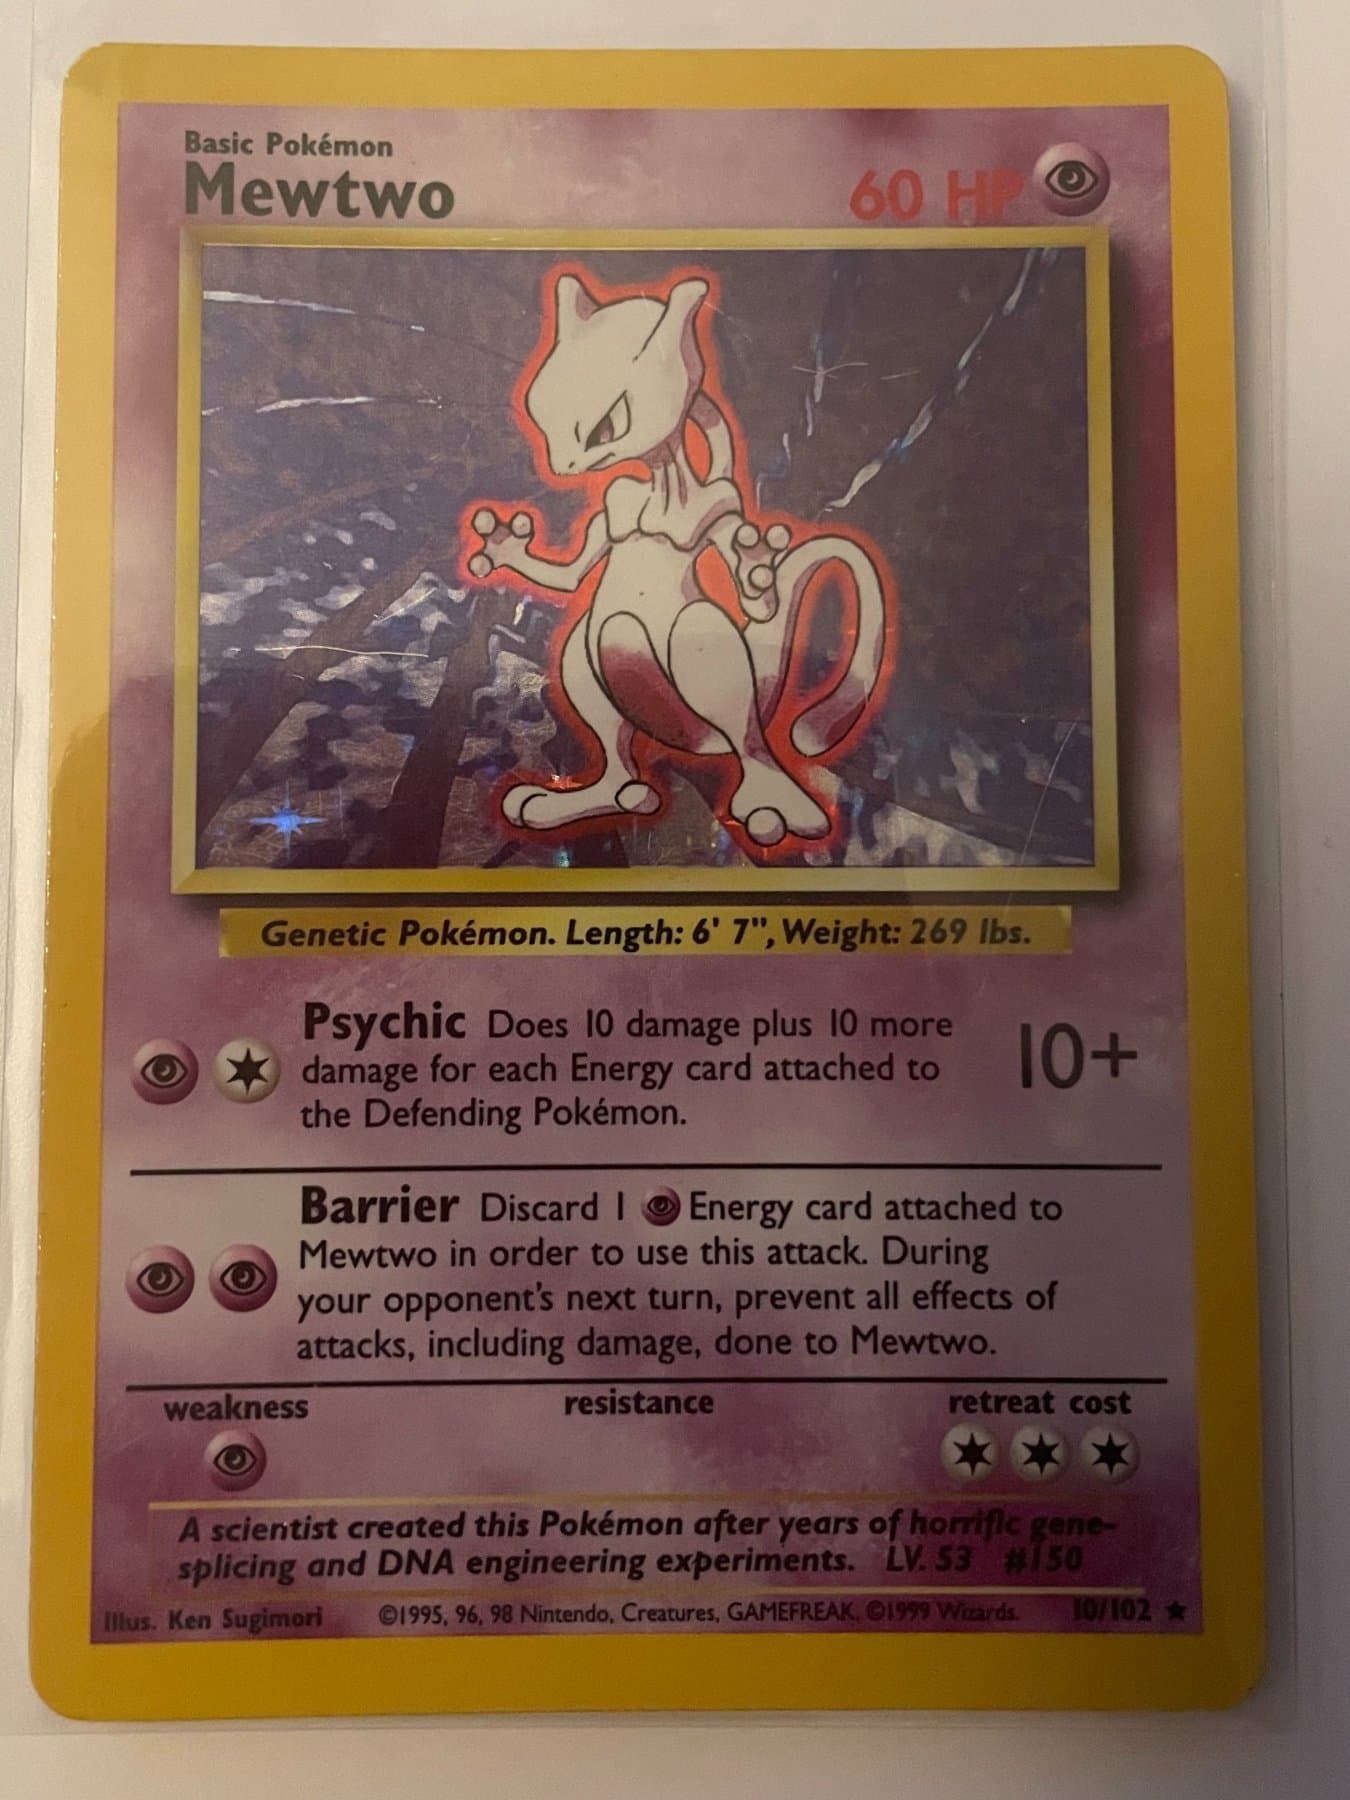 Basic Pokémon
Mewtwo
60 HP
Genetic Pokémon. Length: 6' 7", Weight: 269 lbs.
Psychic Does 10 damage plus 10 more
damage for each Energy card attached to
the Defending Pokémon.
10+
Barrier Discard 1 Energy card attached to
Mewtwo in order to use this attack. During
your opponent's next turn, prevent all effects of
attacks, including damage, done to Mewtwo.
weakness
resistance
retreat cost
A scientist created this Pokémon after years of horrific gene-
splicing and DNA engineering experiments. LV. 53 #150
Illus. Ken Sugimori ©1995, 96, 98 Nintendo, Creatures, GAMEFREAK. ©1999 Wizards. 10/102 ★